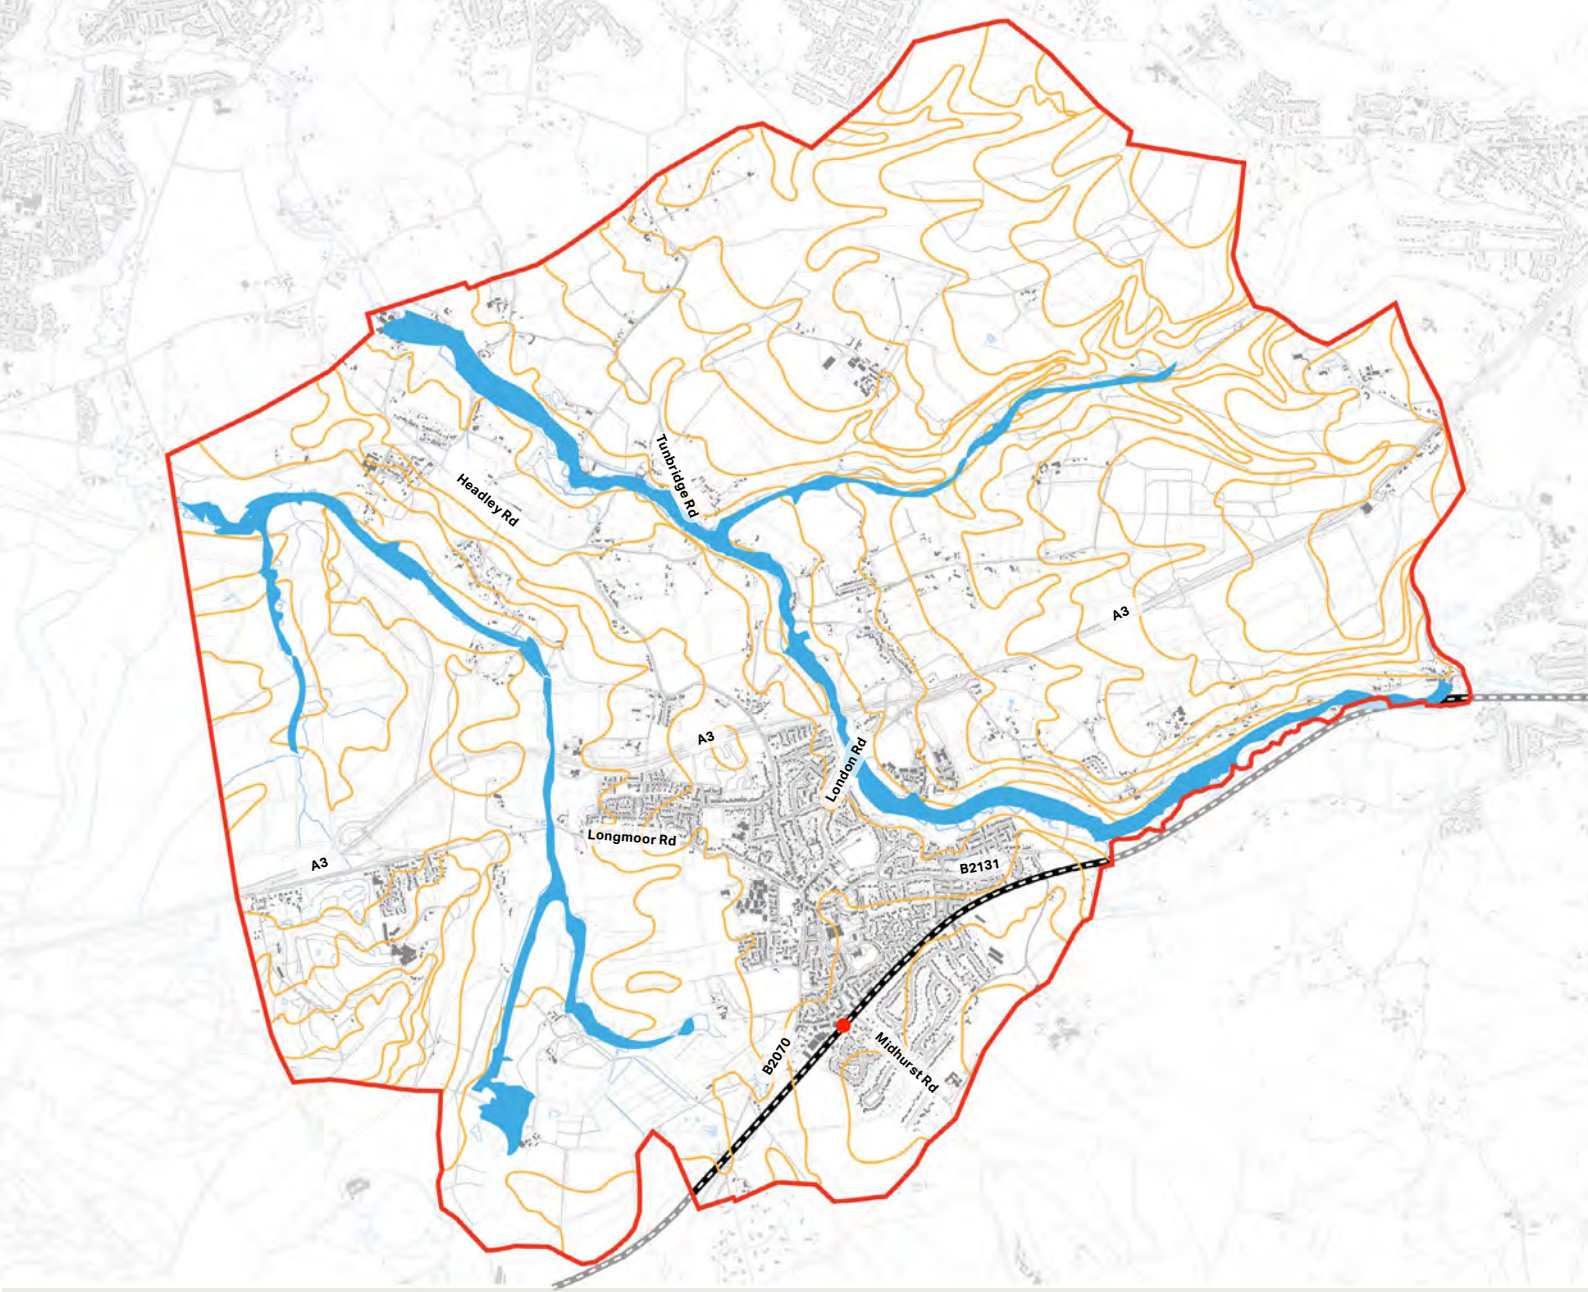 Tunbridge Rd
Headley Rd
A3
A3
London Rd
Longmoor Rd
A3
B2131
B2070
Midhurst Rd